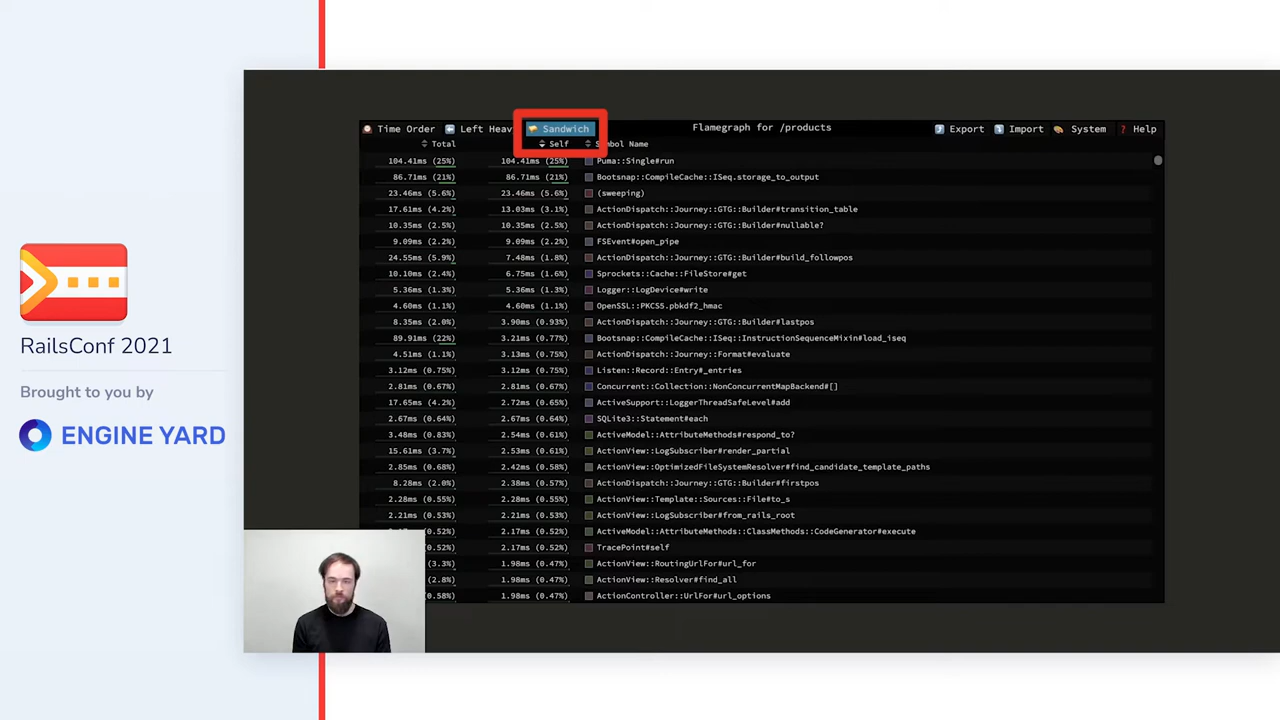 RailsConf 2021
Brought to you by
ENGINE YARD
Time Order Left Heav Sandwich Flamegraph for /products Export Import System Help
Total Self Symbol Name
104.41ms (25%) 104.41ms (25%) Puma::Single#run
86.71ms (21%) 86.71ms (21%) Bootsnap::CompileCache::ISeq.storage_to_output
23.46ms (5.6%) 23.46ms (5.6%) (sweeping)
17.61ms (4.2%) 13.03ms (3.1%) ActionDispatch::Journey::GTG::Builder#transition_table
10.35ms (2.5%) 10.35ms (2.5%) ActionDispatch::Journey::GTG::Builder#nullable?
9.09ms (2.2%) 9.09ms (2.2%) FSEvent#open_pipe
24.55ms (5.9%) 7.48ms (1.8%) ActionDispatch::Journey::GTG::Builder#build_followpos
10.10ms (2.4%) 6.75ms (1.6%) Sprockets::Cache::FileStore#get
5.36ms (1.3%) 5.36ms (1.3%) Logger::LogDevice#write
4.60ms (1.1%) 4.60ms (1.1%) OpenSSL::PKCS5.pbkdf2_hmac
8.35ms (2.0%) 3.90ms (0.93%) ActionDispatch::Journey::GTG::Builder#lastpos
89.91ms (22%) 3.21ms (0.77%) Bootsnap::CompileCache::ISeq::InstructionSequenceMixin#load_iseq
4.51ms (1.1%) 3.13ms (0.75%) ActionDispatch::Journey::Format#evaluate
3.12ms (0.75%) 3.12ms (0.75%) Listen::Record::Entry#_entries
2.81ms (0.67%) 2.81ms (0.67%) Concurrent::Collection::NonConcurrentMapBackend#[]
17.65ms (4.2%) 2.72ms (0.65%) ActiveSupport::LoggerThreadSafeLevel#add
2.67ms (0.64%) 2.67ms (0.64%) SQLite3::Statement#each
3.48ms (0.83%) 2.54ms (0.61%) ActiveModel::AttributeMethods#respond_to?
15.61ms (3.7%) 2.53ms (0.61%) ActionView::LogSubscriber#render_partial
2.85ms (0.68%) 2.42ms (0.58%) ActionView::OptimizedFileSystemResolver#find_candidate_template_paths
8.28ms (2.0%) 2.38ms (0.57%) ActionDispatch::Journey::GTG::Builder#firstpos
2.28ms (0.55%) 2.28ms (0.55%) ActionView::Template::Sources::File#to_s
2.21ms (0.53%) 2.21ms (0.53%) ActionView::LogSubscriber#from_rails_root
0.52%) 2.17ms (0.52%) ActiveModel::AttributeMethods::ClassMethods::CodeGenerator#execute
(0.52%) 2.17ms (0.52%) TracePoint#self
(3.3%) 1.98ms (0.47%) ActionView::RoutingUrlFor#url_for
(2.8%) 1.98ms (0.47%) ActionView::Resolver#find_all
(0.58%) 1.98ms (0.47%) ActionController::UrlFor#url_options